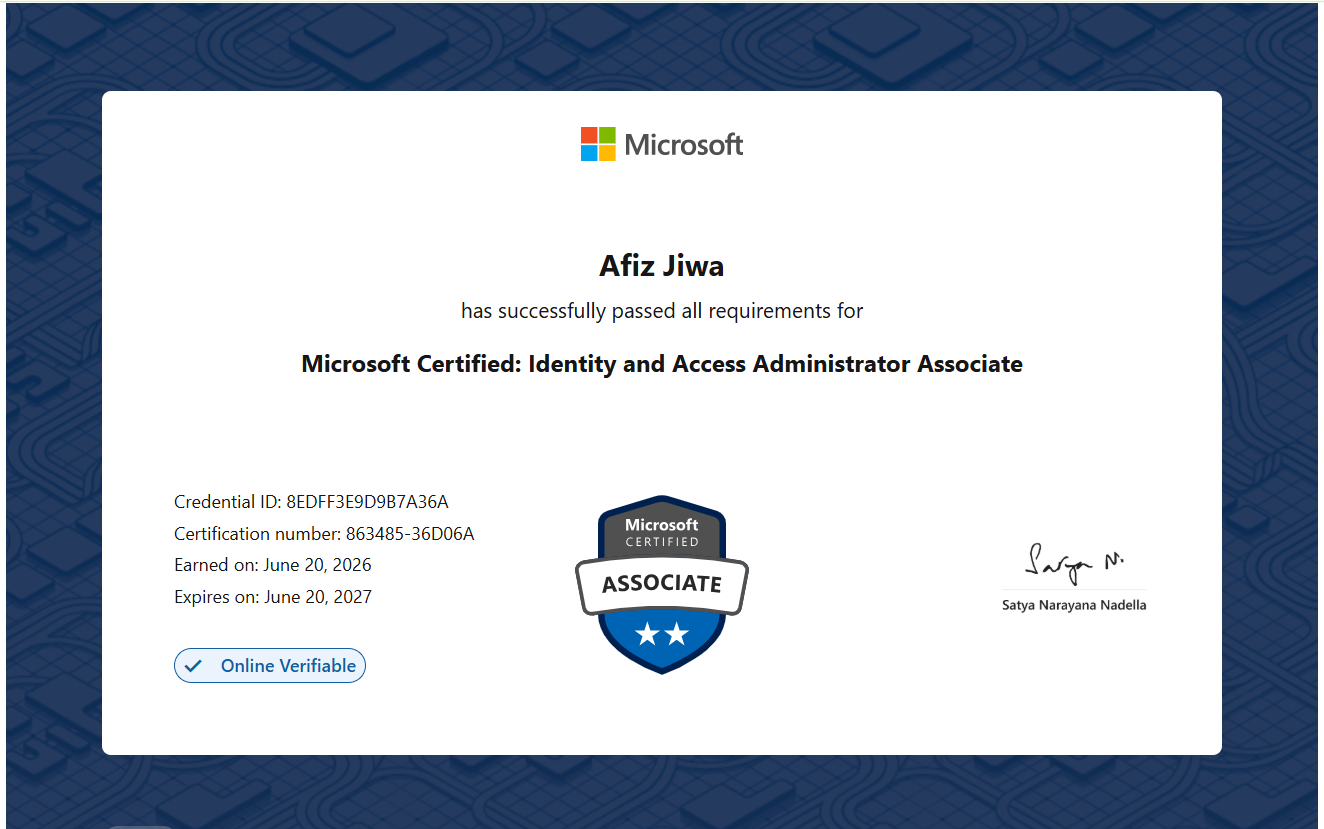 Microsoft
Afiz Jiwa
has successfully passed all requirements for
Microsoft Certified: Identity and Access Administrator Associate
Credential ID: 8EDFF3E9D9B7A36A
Certification number: 863485-36D06A
Earned on: June 20, 2026
Expires on: June 20, 2027
Online Verifiable
Microsoft
CERTIFIED
ASSOCIATE
Satya N.
Satya Narayana Nadella